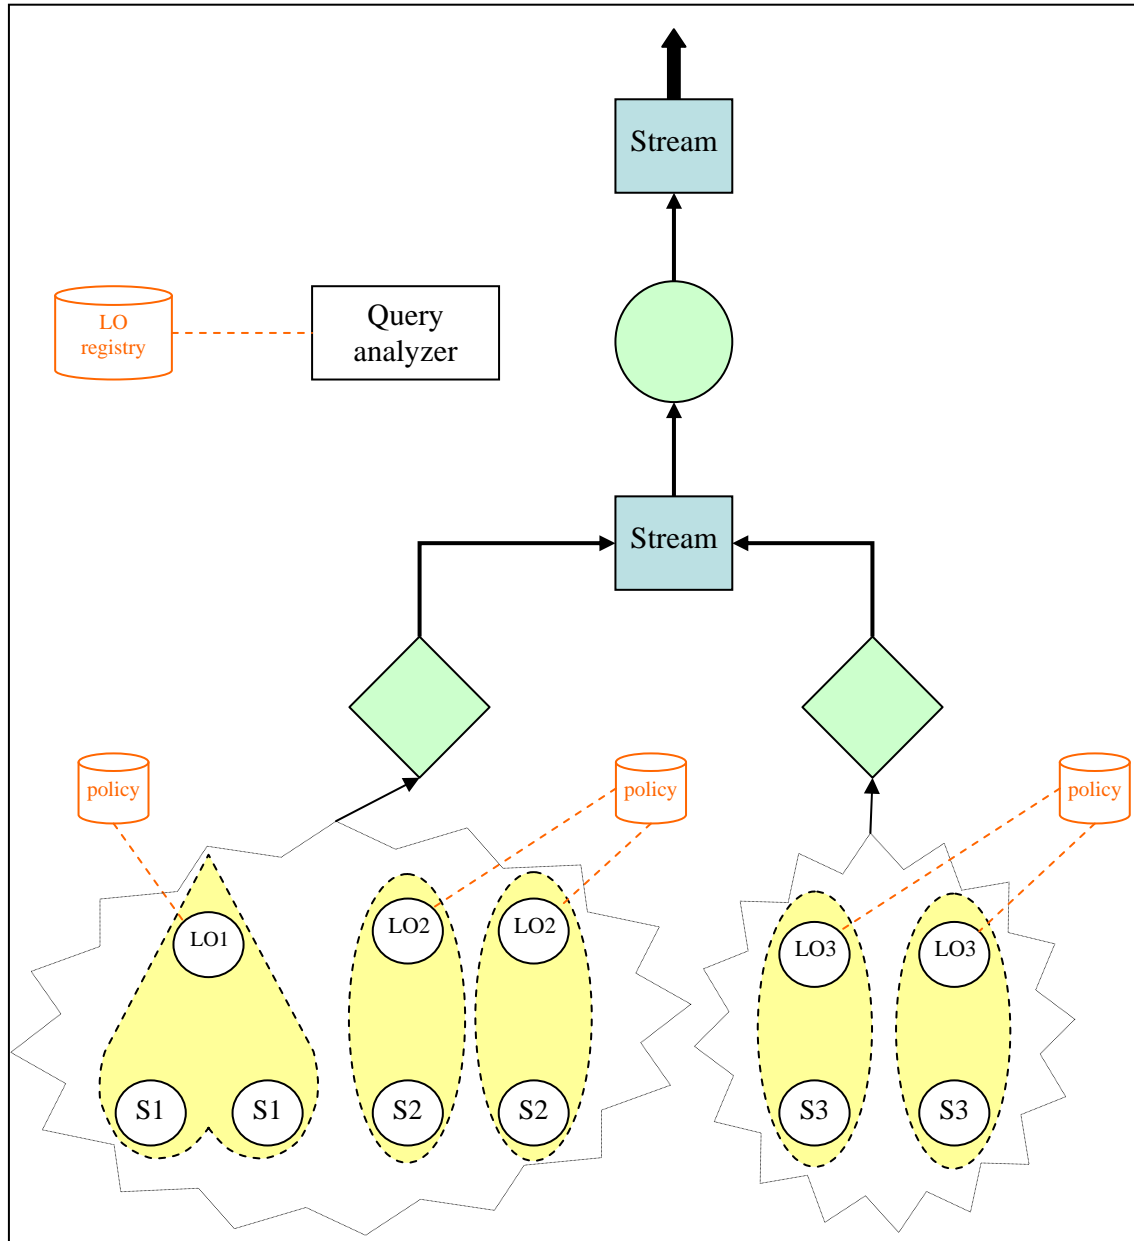 Stream
LO
registry
Query
analyzer
Stream
policy
policy
policy
LO1
LO2
LO2
LO3
LO3
S1
S1
S2
S2
S3
S3